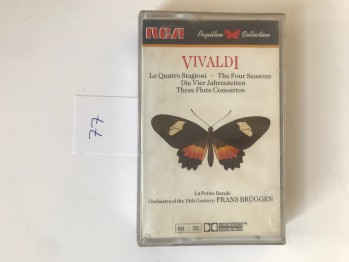 RCA Papillon Collection
VIVALDI
Le Quatro Stagioni - The Four Seasons
Die Vier Jahreszeiten
Three Flute Concertos
La Petite Bande
Orchestra of the 18th Century FRANS BRÜGGEN
77